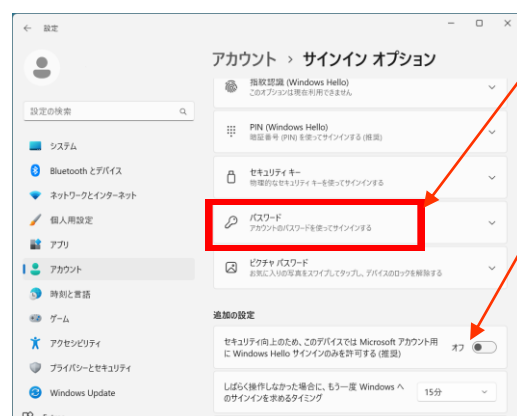 設定
アカウント › サインイン オプション
指紋認識 (Windows Hello)
このオプションは現在利用できません
設定の検索
PIN (Windows Hello)
暗証番号 (PIN) を使ってサインインする (推奨)
システム
Bluetooth とデバイス
セキュリティ キー
物理的なセキュリティ キーを使ってサインインする
ネットワークとインターネット
個人用設定
パスワード
アカウントのパスワードを使ってサインインする
アプリ
アカウント
ピクチャ パスワード
お気に入りの写真をスワイプしてタップし、デバイスのロックを解除する
時刻と言語
ゲーム
追加の設定
アクセシビリティ
セキュリティ向上のため、このデバイスでは Microsoft アカウント用
に Windows Hello サインインのみを許可する (推奨)
オフ
プライバシーとセキュリティ
Windows Update
しばらく操作しなかった場合に、もう一度 Windows へ
のサインインを求めるタイミング
15分